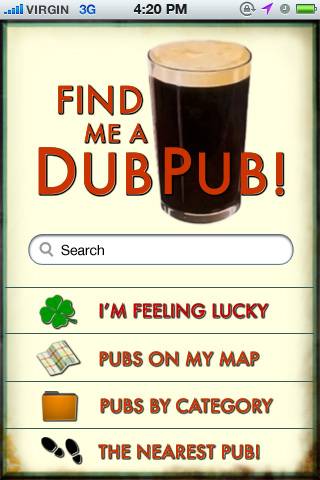 VIRGIN 3G 4:20 PM
FIND
ME A
DUBPUB!
Search
I'M FEELING LUCKY
PUBS ON MY MAP
PUBS BY CATEGORY
THE NEAREST PUB!